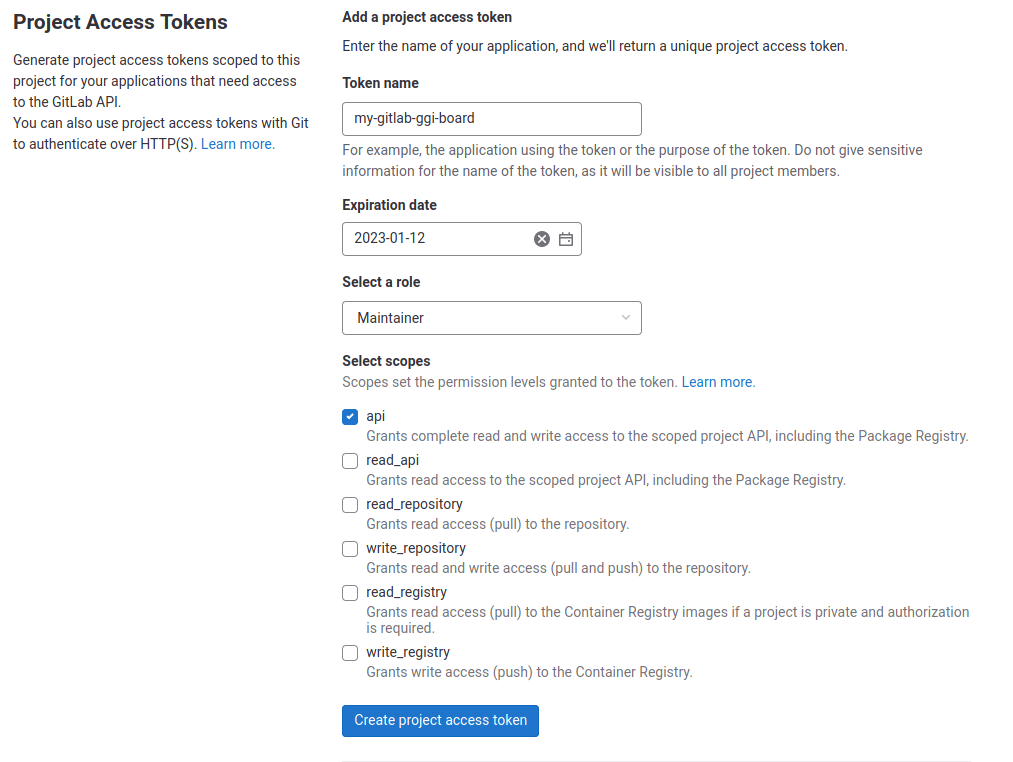 Project Access Tokens
Generate project access tokens scoped to this
project for your applications that need access
to the GitLab API.
You can also use project access tokens with Git
to authenticate over HTTP(S). Learn more.
Add a project access token
Enter the name of your application, and we'll return a unique project access token.
Token name
my-gitlab-ggi-board
For example, the application using the token or the purpose of the token. Do not give sensitive
information for the name of the token, as it will be visible to all project members.
Expiration date
2023-01-12
Select a role
Maintainer
Select scopes
Scopes set the permission levels granted to the token. Learn more.
api
Grants complete read and write access to the scoped project API, including the Package Registry.
read_api
Grants read access to the scoped project API, including the Package Registry.
read_repository
Grants read access (pull) to the repository.
write_repository
Grants read and write access (pull and push) to the repository.
read_registry
Grants read access (pull) to the Container Registry images if a project is private and authorization
is required.
write_registry
Grants write access (push) to the Container Registry.
Create project access token